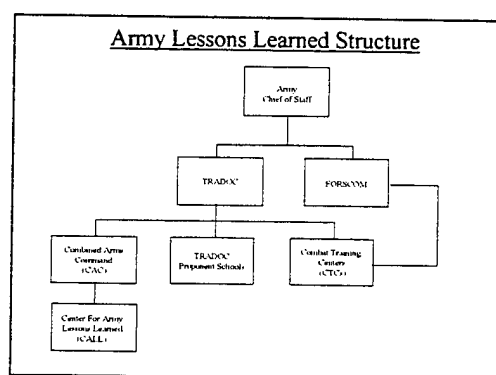 Army Lessons Learned Structure
Army
Chief of Staff
TRADOC
FORSCOM
Combined Arms
Command
(CAC)
TRADOC
Proponent Schools
Combat Training
Centers
(CTCs)
Center For Army
Lessons Learned
(CALL)